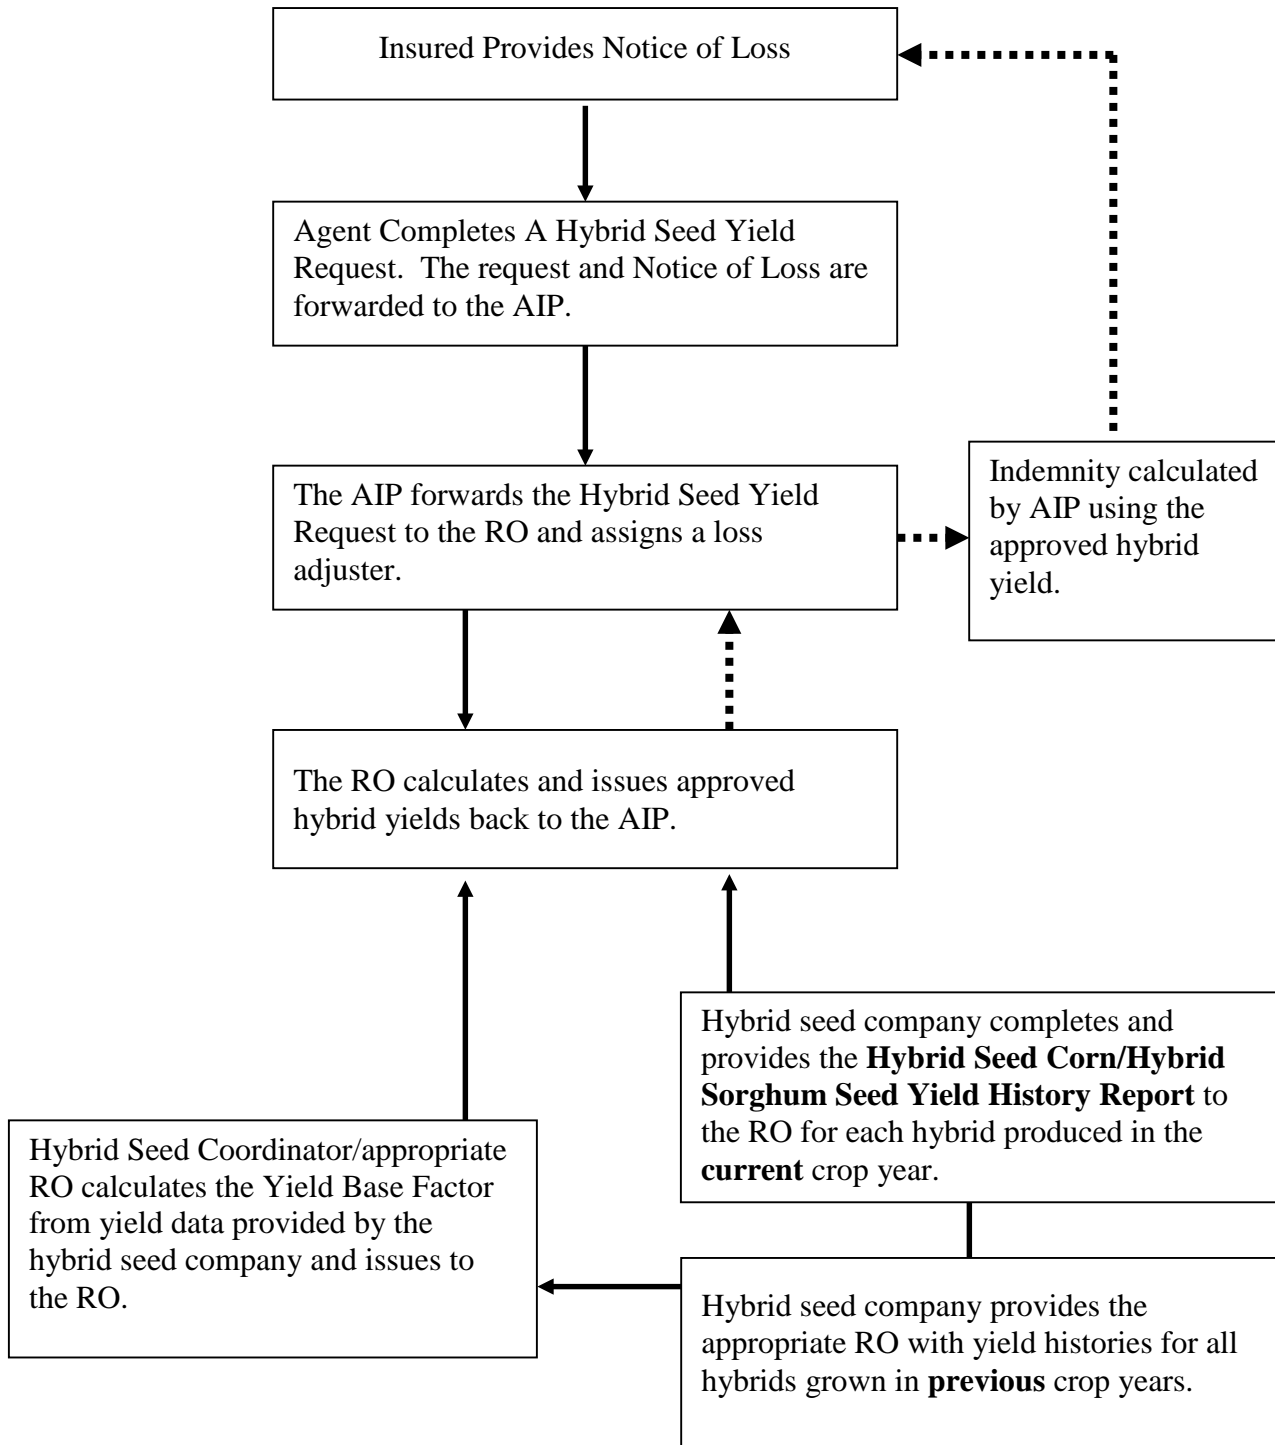 Insured Provides Notice of Loss
Agent Completes A Hybrid Seed Yield
Request.  The request and Notice of Loss are
forwarded to the AIP.
The AIP forwards the Hybrid Seed Yield
Request to the RO and assigns a loss
adjuster.
Indemnity calculated
by AIP using the
approved hybrid
yield.
The RO calculates and issues approved
hybrid yields back to the AIP.
Hybrid seed company completes and
provides the Hybrid Seed Corn/Hybrid
Sorghum Seed Yield History Report to
the RO for each hybrid produced in the
current crop year.
Hybrid Seed Coordinator/appropriate
RO calculates the Yield Base Factor
from yield data provided by the
hybrid seed company and issues to
the RO.
Hybrid seed company provides the
appropriate RO with yield histories for all
hybrids grown in previous crop years.